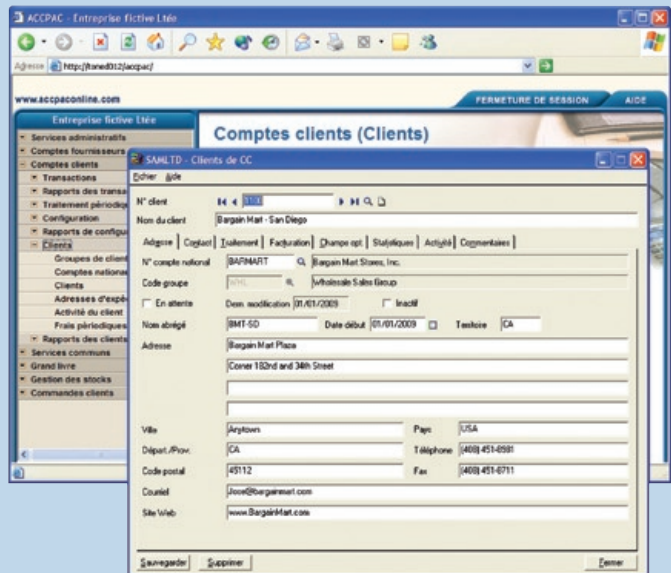 ACCPAC - Entreprise fictive Ltée
Adresse http://ltsned012/accpac/
www.accpaconline.com
FERMETURE DE SESSION AIDE
Entreprise fictive Ltée
Services administratifs
Comptes fournisseurs
Comptes clients
Transactions
Rapports des transa
Traitement périodiq
Configuration
Rapports de configu
Clients
Groupes de client
Comptes nationa
Clients
Adresses d'expé
Activité du client
Frais périodiques
Rapports des clients
Services communs
Grand livre
Gestion des stocks
Commandes clients
Comptes clients (Clients)
SAMLTD - Clients de CC
Fichier Aide
N° client 1100
Nom du client Bargain Mart - San Diego
Adresse Contact Traitement Facturation Champs opt. Statistiques Activité Commentaires
N° compte national BARMART Bargain Mart Stores, Inc.
Code groupe WHL Wholesale Sales Group
En attente Dern. modification 01/01/2009 Inactif
Nom abrégé BMT-SD Date début 01/01/2009 Territoire CA
Adresse Bargain Mart Plaza
Corner 182nd and 34th Street
Ville Anytown Pays USA
Départ./Prov. CA Téléphone (408) 451-8981
Code postal 45112 Fax (408) 451-8711
Courriel Jose@bargainmart.com
Site Web www.BargainMart.com
Sauvegarder Supprimer Fermer